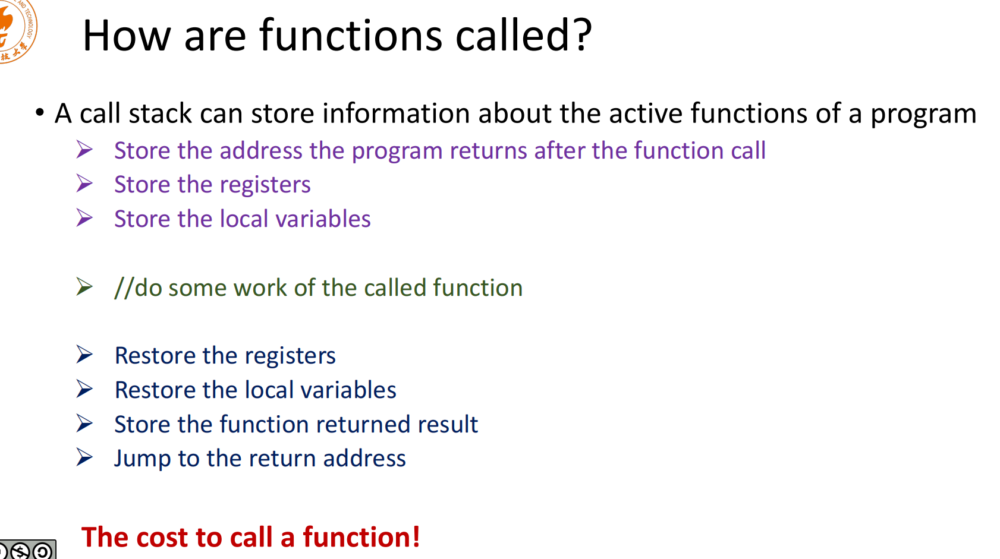 AND TECHNOLOGY
技大学
How are functions called?
• A call stack can store information about the active functions of a program
➢ Store the address the program returns after the function call
➢ Store the registers
➢ Store the local variables
➢ //do some work of the called function
➢ Restore the registers
➢ Restore the local variables
➢ Store the function returned result
➢ Jump to the return address
The cost to call a function!